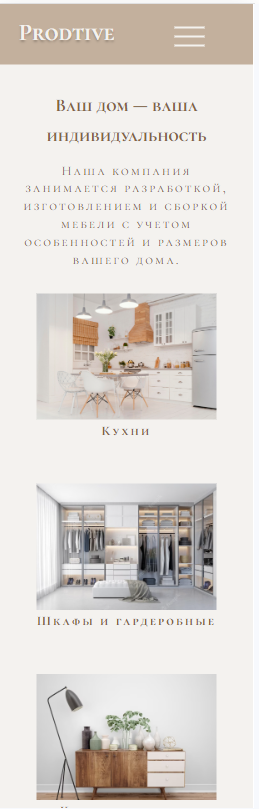 Prodtive
Ваш дом — ваша
индивидуальность
Наша компания
занимается разработкой,
изготовлением и сборкой
мебели с учетом
особенностей и размеров
вашего дома.
Кухни
Шкафы и гардеробные